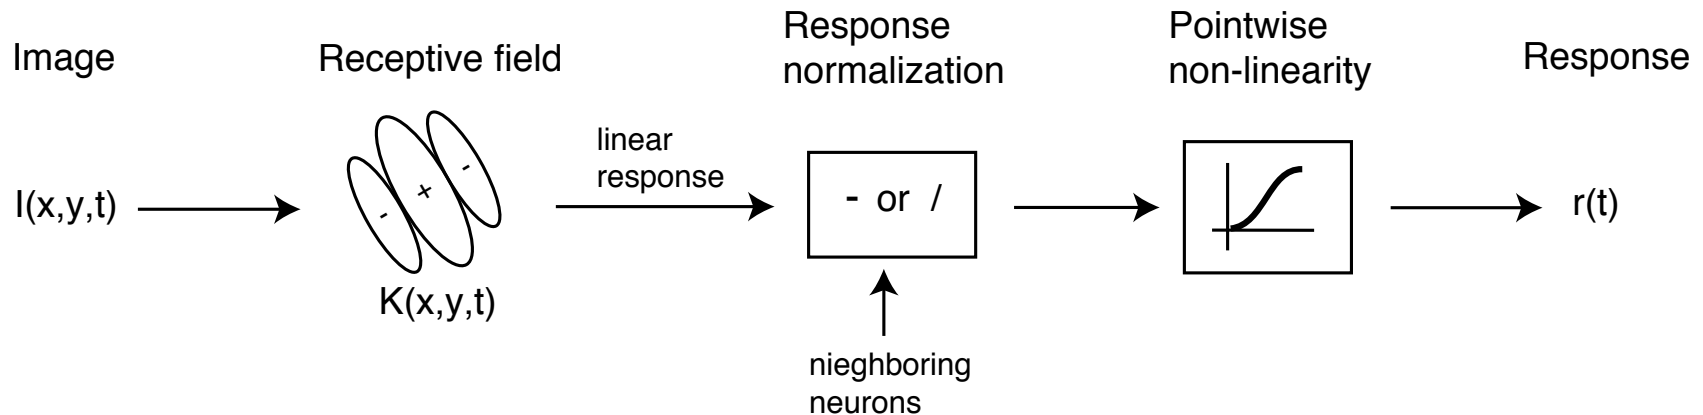 Image
Receptive field
Response
normalization
Pointwise
non-linearity
Response
I(x,y,t)
-
+
-
K(x,y,t)
linear
response
- or /
nieghboring
neurons
r(t)